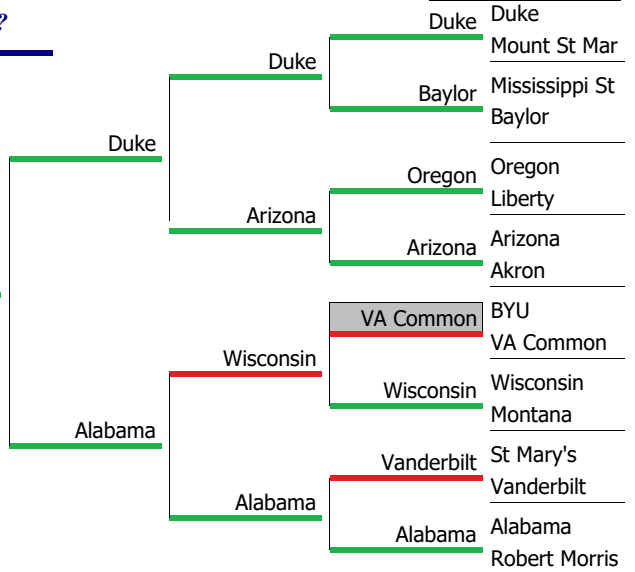 ?
Duke
Duke
Mount St Mar
Duke
Baylor
Mississippi St
Baylor
Duke
Oregon
Oregon
Liberty
Arizona
Arizona
Arizona
Akron
VA Common
BYU
VA Common
Wisconsin
Wisconsin
Wisconsin
Montana
Alabama
Vanderbilt
St Mary's
Vanderbilt
Alabama
Alabama
Alabama
Robert Morris